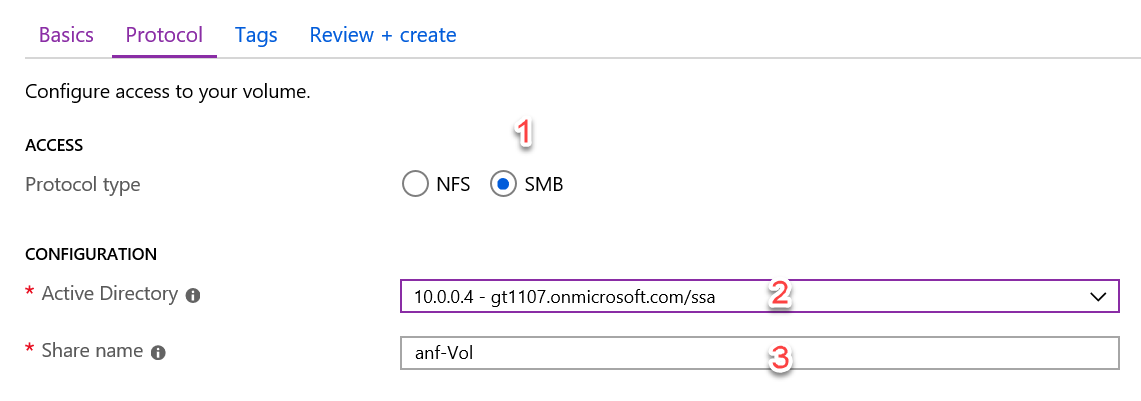 Basics Protocol Tags Review + create
Configure access to your volume.
1
ACCESS
Protocol type NFS SMB
CONFIGURATION
* Active Directory 10.0.0.4 - gt1107.onmicrosoft.com/ssa 2
* Share name anf-Vol 3